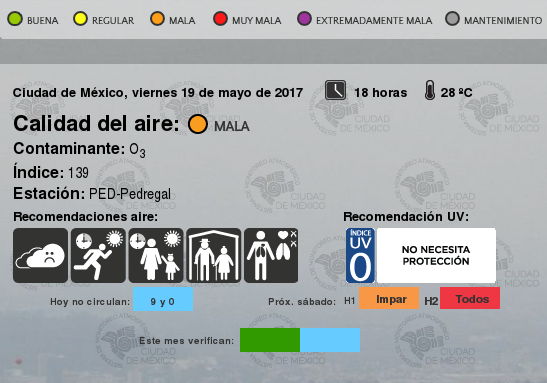 BUENA REGULAR MALA MUY MALA EXTREMADAMENTE MALA MANTENIMIENTO
Ciudad de México, viernes 19 de mayo de 2017 18 horas 28 ºC
Calidad del aire: MALA
Contaminante: O3
Índice: 139
Estación: PED-Pedregal
Recomendaciones aire: Recomendación UV:
ÍNDICE UV 0 NO NECESITA
PROTECCIÓN
Hoy no circulan: 9 y 0 Próx. sábado: H1 Impar H2 Todos
Este mes verifican:
CIUDAD
DE MÉXICO